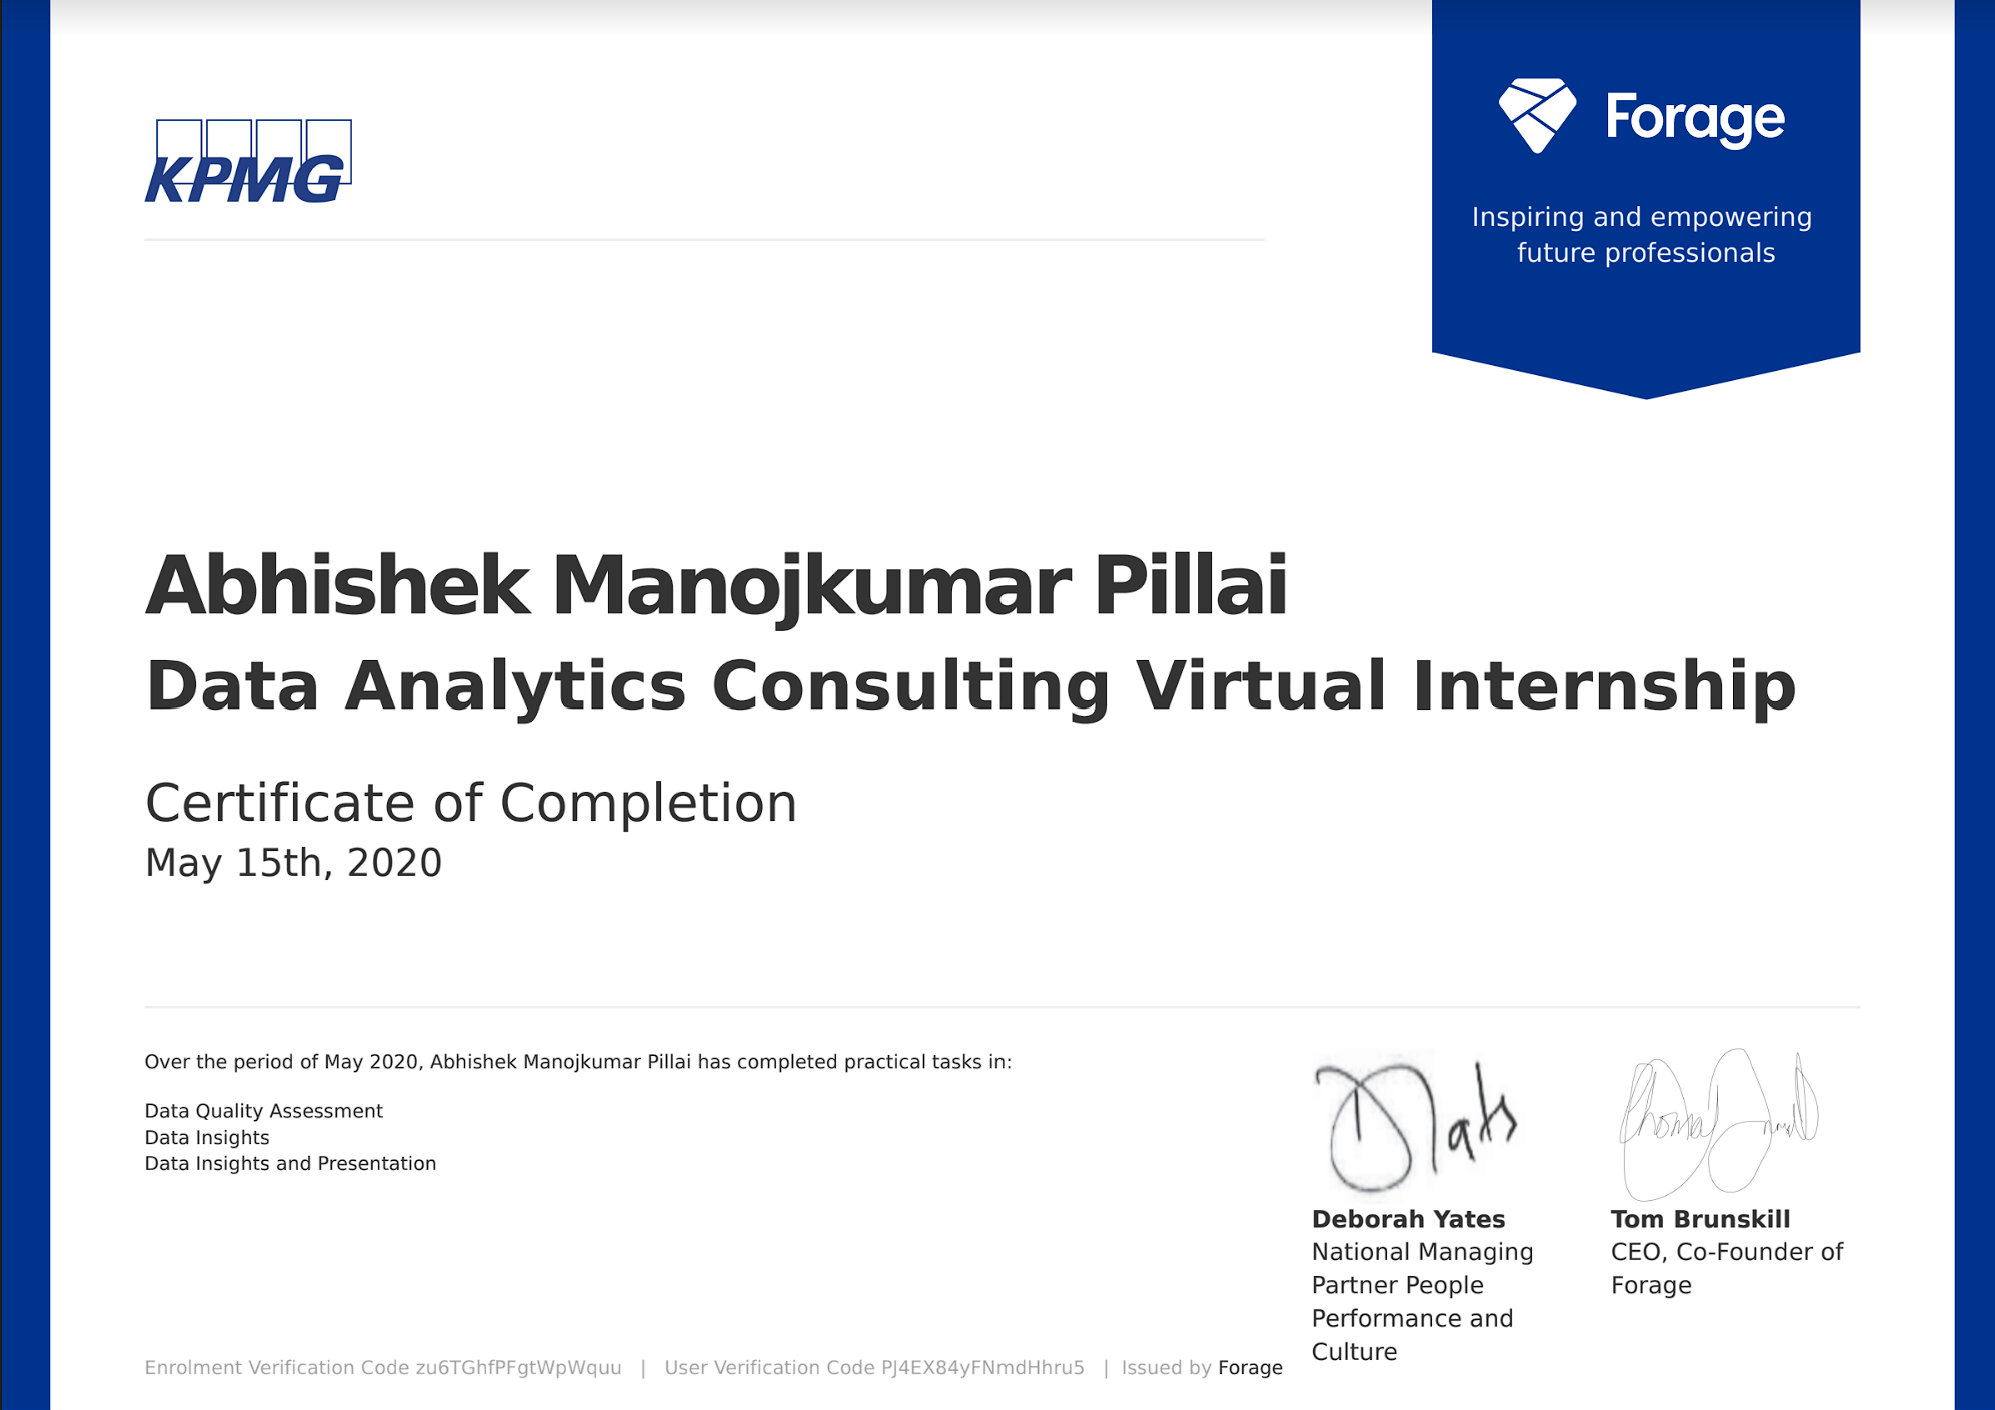 KPMG
Forage
Inspiring and empowering
future professionals
Abhishek Manojkumar Pillai
Data Analytics Consulting Virtual Internship
Certificate of Completion
May 15th, 2020
Over the period of May 2020, Abhishek Manojkumar Pillai has completed practical tasks in:
Data Quality Assessment
Data Insights
Data Insights and Presentation
Deborah Yates
National Managing
Partner People
Performance and
Culture
Tom Brunskill
CEO, Co-Founder of
Forage
Enrolment Verification Code zu6TGhfPFgtWpWquu | User Verification Code PJ4EX84yFNmdHhru5 | Issued by Forage